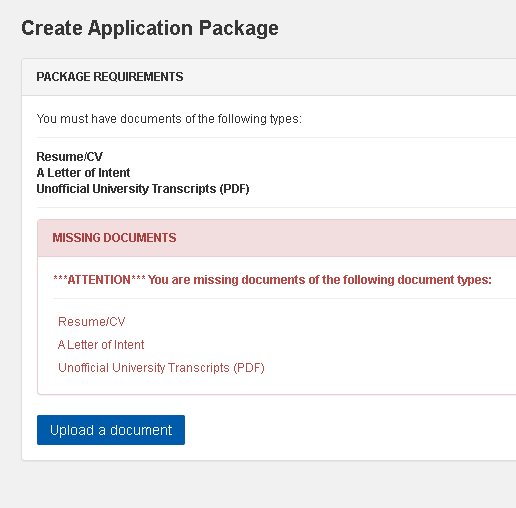 Create Application Package
PACKAGE REQUIREMENTS
You must have documents of the following types:
Resume/CV
A Letter of Intent
Unofficial University Transcripts (PDF)
MISSING DOCUMENTS
***ATTENTION*** You are missing documents of the following document types:
Resume/CV
A Letter of Intent
Unofficial University Transcripts (PDF)
Upload a document